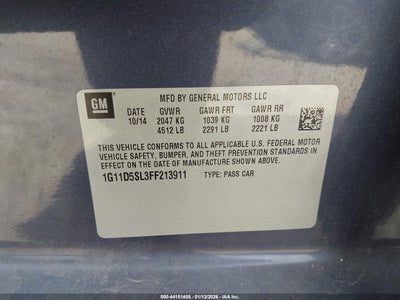 GM
MFD BY GENERAL MOTORS LLC
DATE GVWR GAWR FRT GAWR RR
10/14 2047 KG 1039 KG 1008 KG
4512 LB 2291 LB 2221 LB
THIS VEHICLE CONFORMS TO ALL APPLICABLE U.S. FEDERAL MOTOR
VEHICLE SAFETY, BUMPER, AND THEFT PREVENTION STANDARDS IN
EFFECT ON THE DATE OF MANUFACTURE SHOWN ABOVE.
1G11D5SL3FF213911 TYPE: PASS CAR
000-44151405 - 01/13/2026 - IAA Inc. (US)